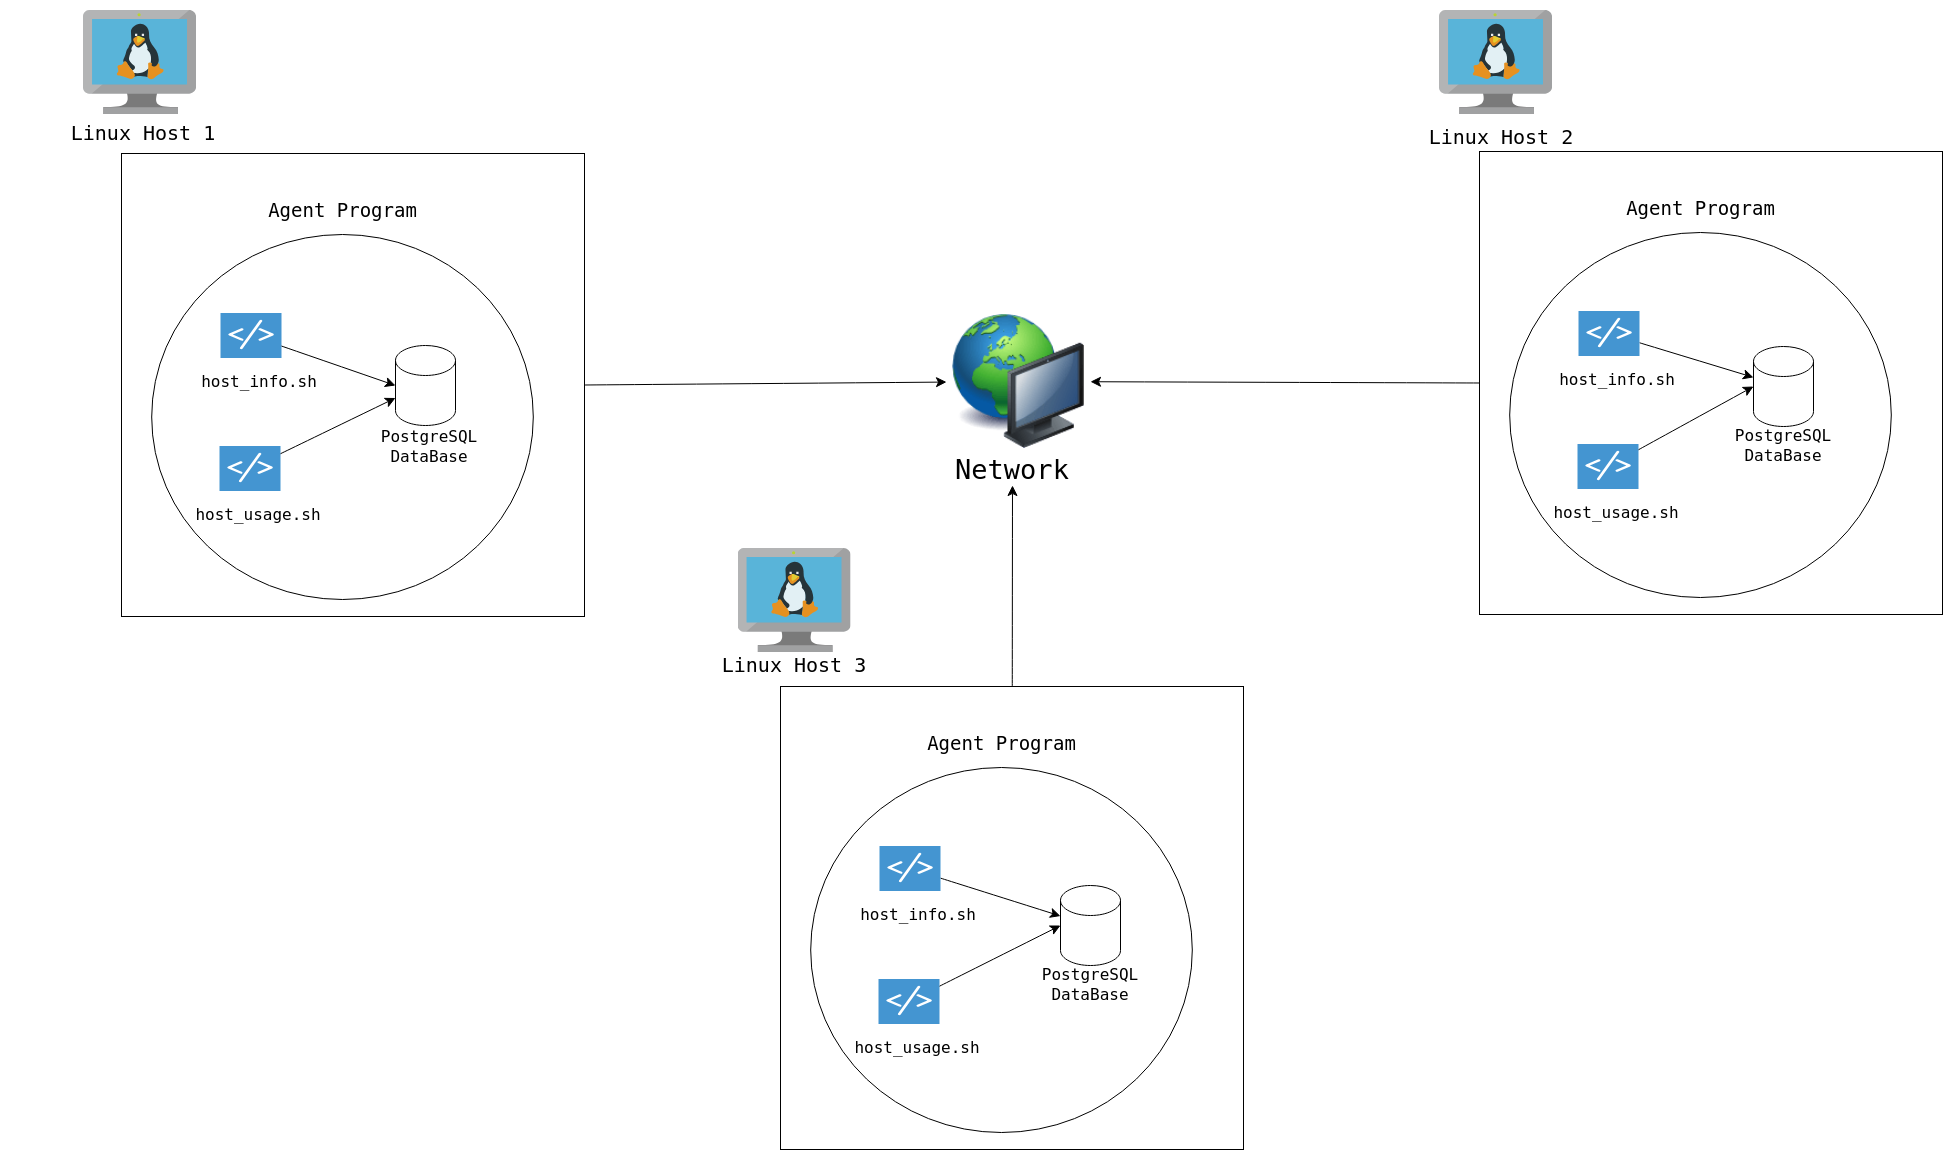 Linux Host 1
Agent Program
</>
host_info.sh
</>
host_usage.sh
PostgreSQL
DataBase
Network
Linux Host 2
Agent Program
</>
host_info.sh
</>
host_usage.sh
PostgreSQL
DataBase
Linux Host 3
Agent Program
</>
host_info.sh
</>
host_usage.sh
PostgreSQL
DataBase